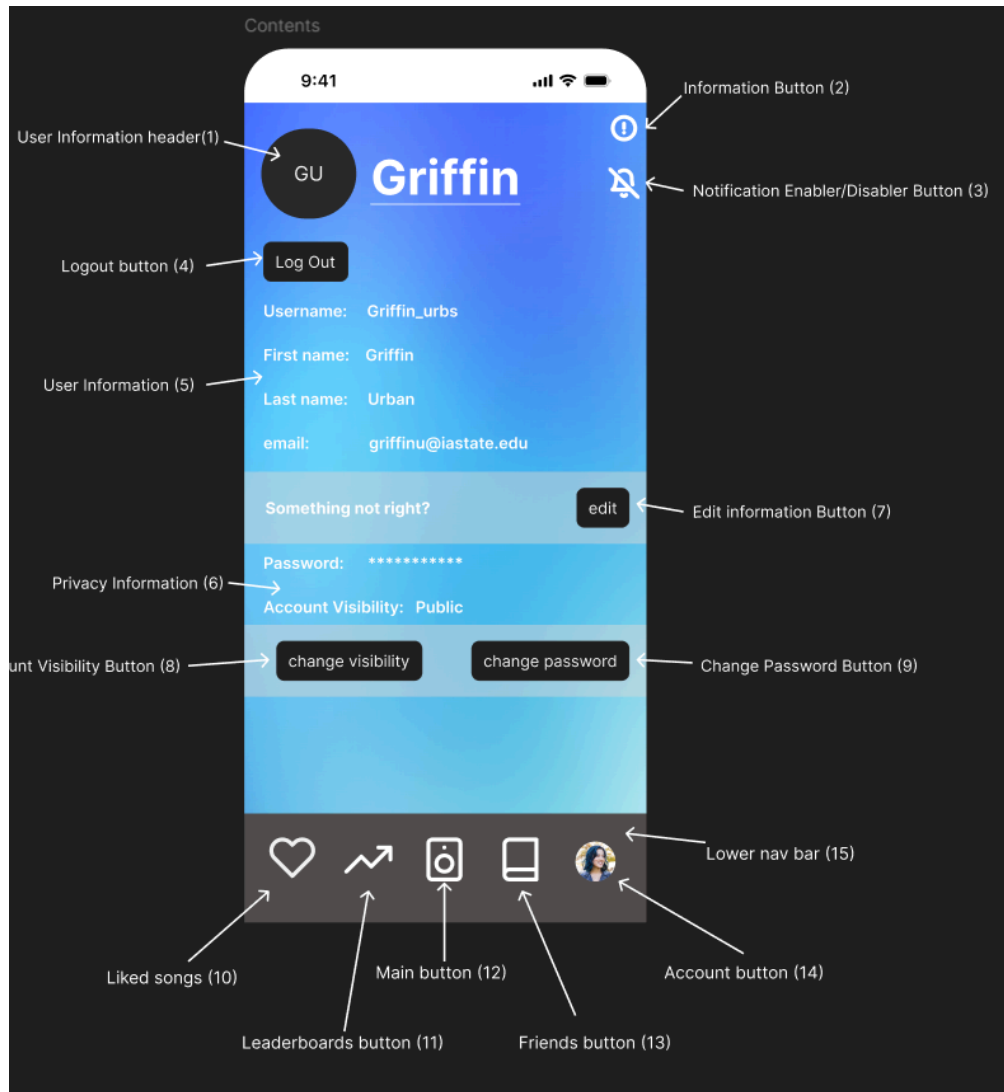 Contents
9:41
Information Button (2)
User Information header(1)
GU
Griffin
Notification Enabler/Disabler Button (3)
Logout button (4)
Log Out
Username: Griffin_urbs
First name: Griffin
User Information (5)
Last name: Urban
email: griffinu@iastate.edu
Something not right?
edit
Edit information Button (7)
Password: ***********
Privacy Information (6)
Account Visibility: Public
unt Visibility Button (8)
change visibility
change password
Change Password Button (9)
Lower nav bar (15)
Liked songs (10)
Main button (12)
Account button (14)
Leaderboards button (11)
Friends button (13)